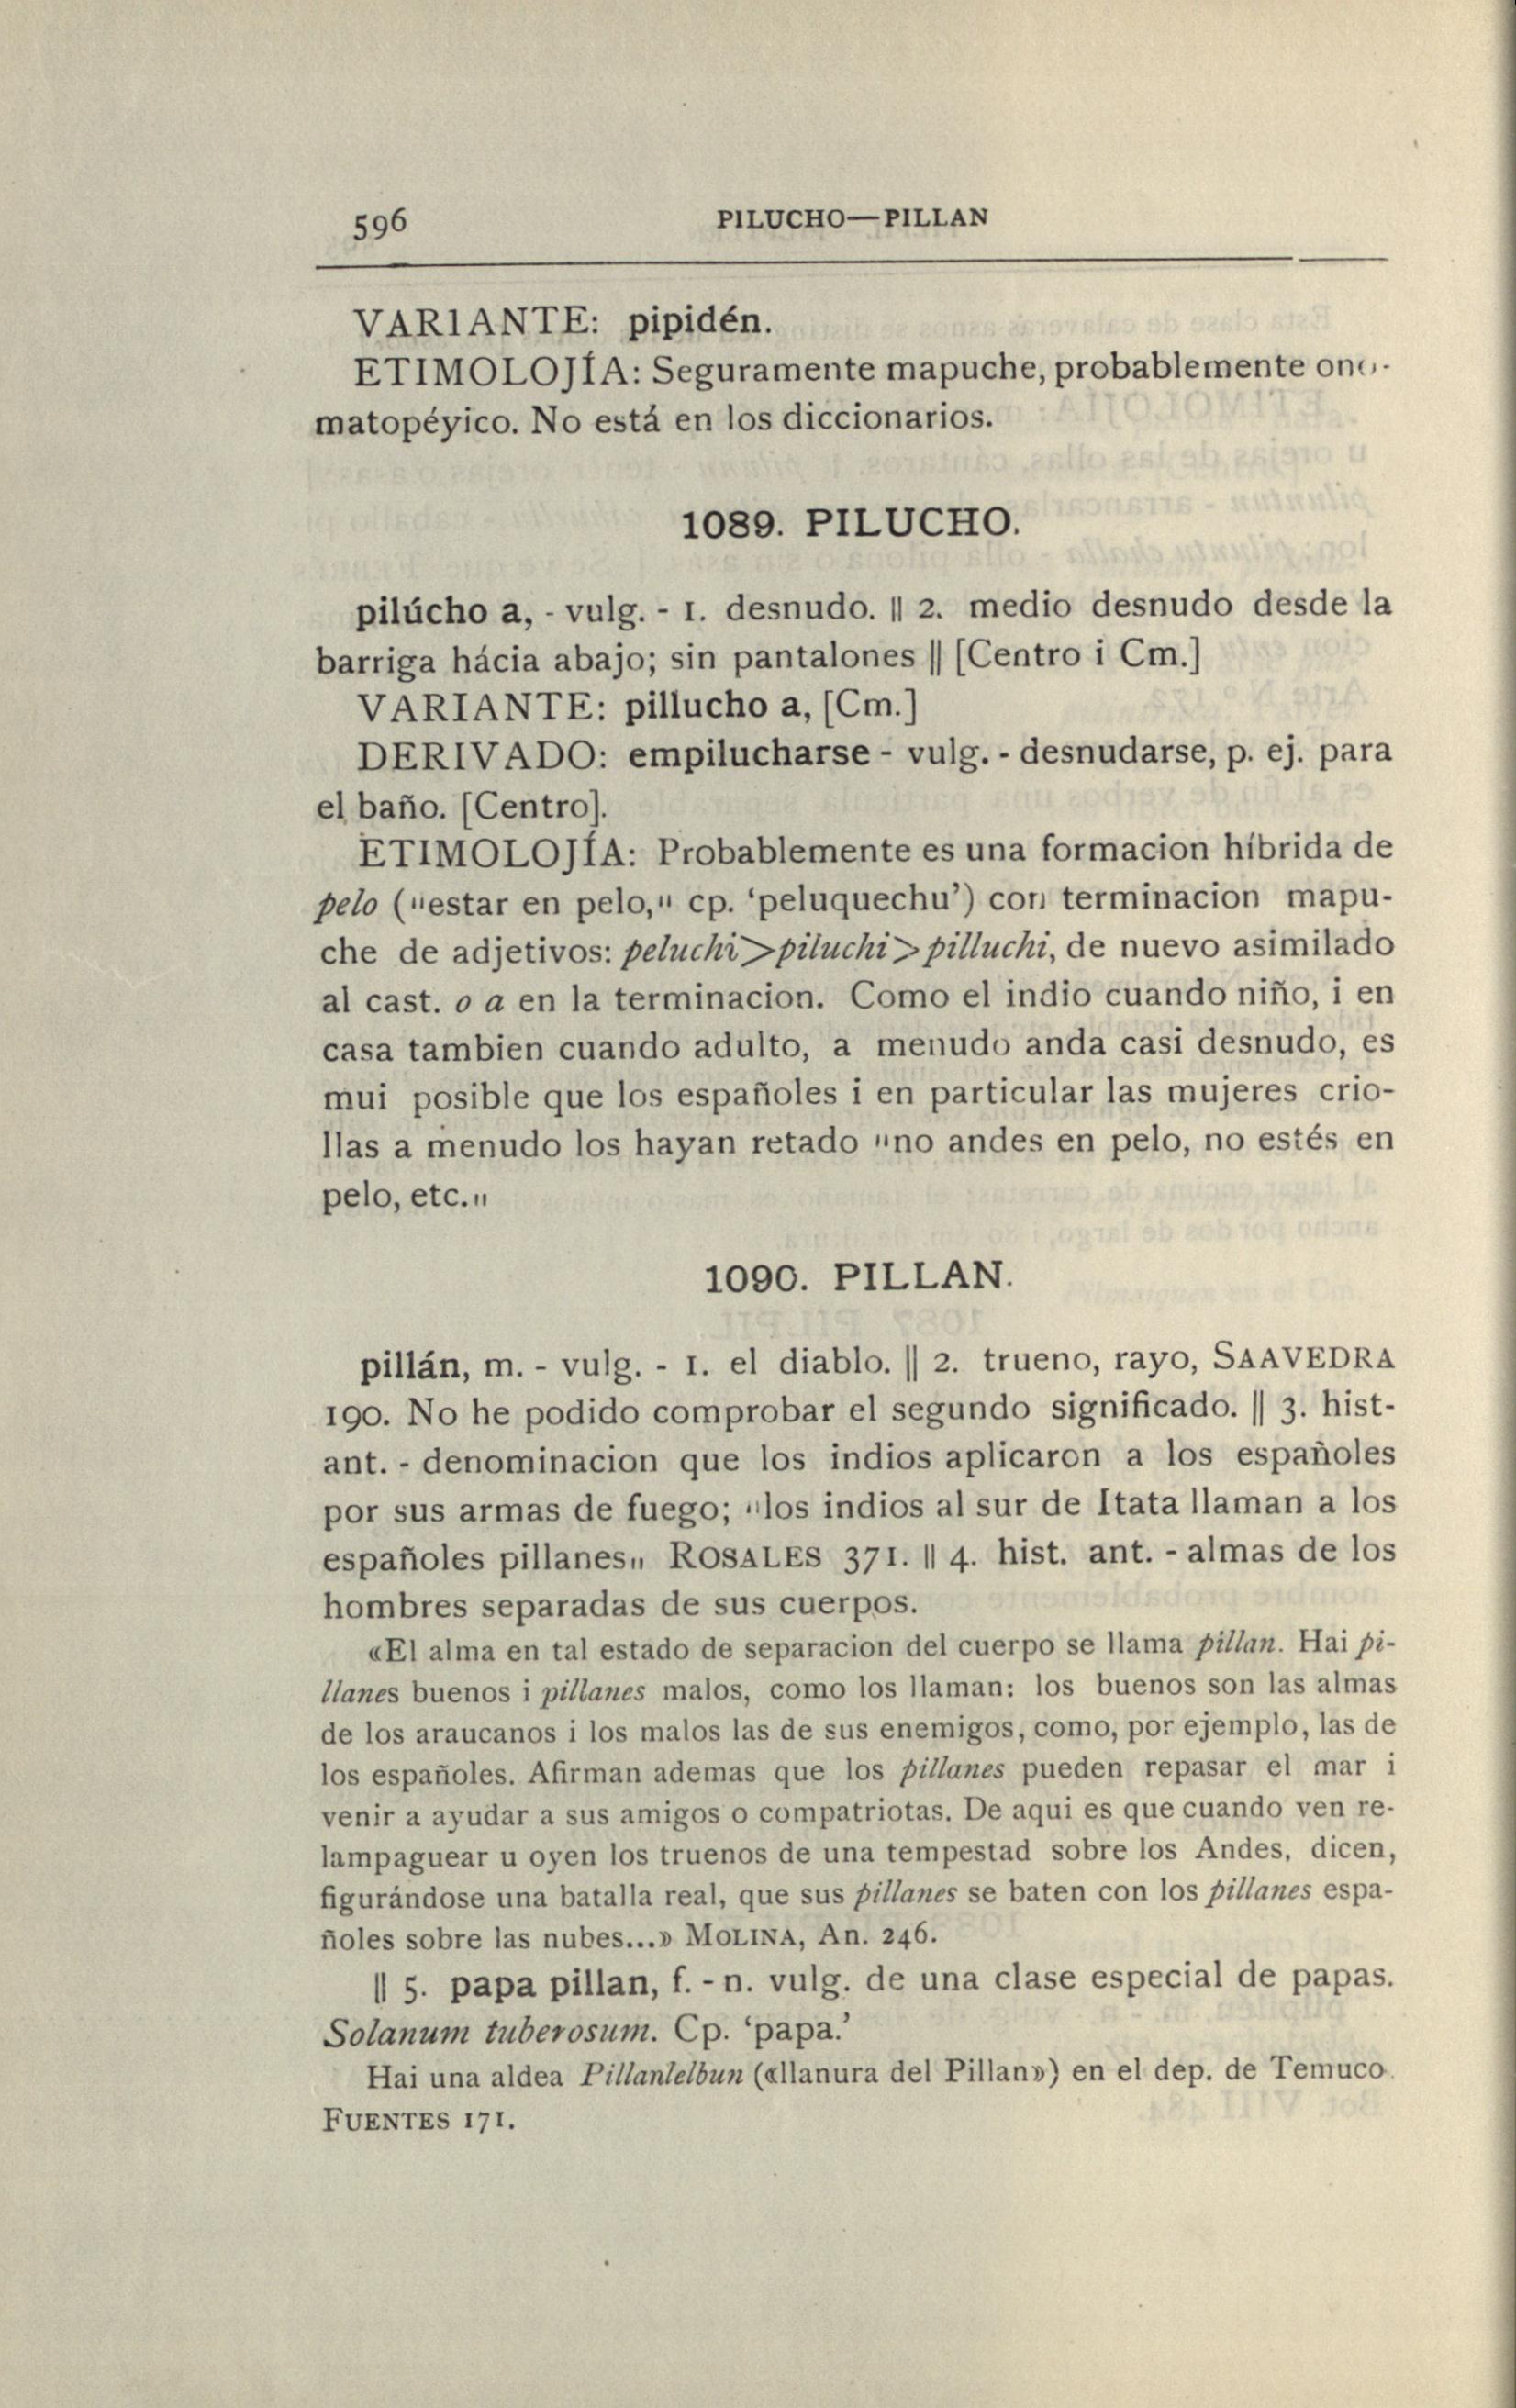 596
PILUCHO—PILLAN
VARIANTE: pipidén.
ETIMOLOJÍA: Seguramente mapuche, probablemente ono-
matopéyico. No está en los diccionarios.
1089. PILUCHO.
pilúcho a, - vulg. - 1. desnudo. || 2. medio desnudo desde la
barriga hácia abajo; sin pantalones || [Centro i Cm.]
VARIANTE: pillucho a, [Cm.]
DERIVADO: empilucharse - vulg. - desnudarse, p. ej. para
el baño. [Centro].
ETIMOLOJÍA: Probablemente es una formacion híbrida de
pelo ("estar en pelo," cp. ‘peluquechu’) con terminacion mapu-
che de adjetivos: peluchi>piluchi>pilluchi, de nuevo asimilado
al cast. o a en la terminacion. Como el indio cuando niño, i en
casa tambien cuando adulto, a menudo anda casi desnudo, es
mui posible que los españoles i en particular las mujeres crio-
llas a menudo los hayan retado "no andes en pelo, no estés en
pelo, etc."
1090. PILLAN.
pillán, m. - vulg. - 1. el diablo. || 2. trueno, rayo, SAAVEDRA
190. No he podido comprobar el segundo significado. || 3. hist-
ant. - denominacion que los indios aplicaron a los españoles
por sus armas de fuego; "los indios al sur de Itata llaman a los
españoles pillanes" ROSALES 371. || 4. hist. ant. - almas de los
hombres separadas de sus cuerpos.
«El alma en tal estado de separacion del cuerpo se llama pillan. Hai pi-
llanes buenos i pillanes malos, como los llaman: los buenos son las almas
de los araucanos i los malos las de sus enemigos, como, por ejemplo, las de
los españoles. Afirman ademas que los pillanes pueden repasar el mar i
venir a ayudar a sus amigos o compatriotas. De aqui es que cuando ven re-
lampaguear u oyen los truenos de una tempestad sobre los Andes, dicen,
figurándose una batalla real, que sus pillanes se baten con los pillanes espa-
ñoles sobre las nubes...» MOLINA, An. 246.
|| 5. papa pillan, f. - n. vulg. de una clase especial de papas.
Solanum tuberosum. Cp. ‘papa.’
Hai una aldea Pillanlelbun («llanura del Pillan») en el dep. de Temuco.
FUENTES 171.